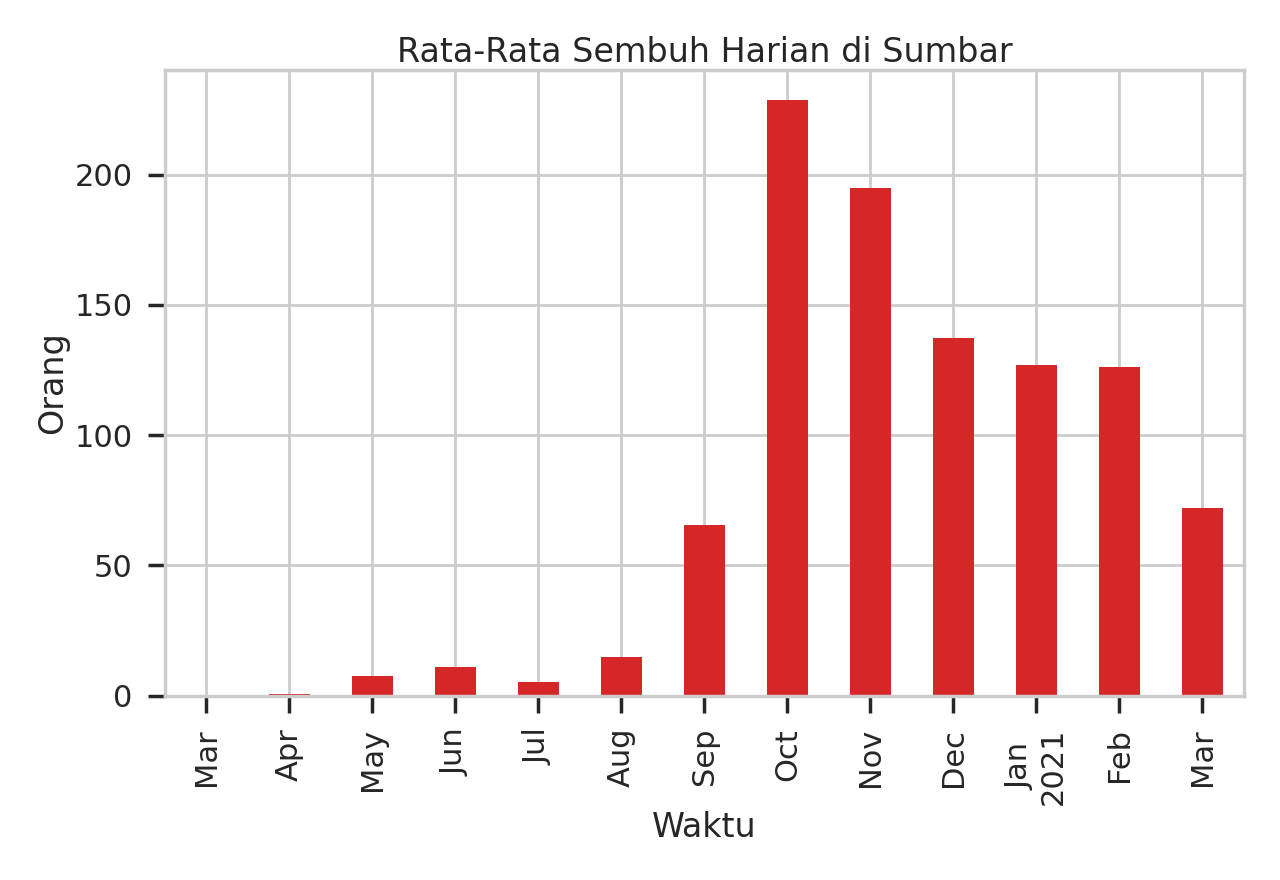 Rata-Rata Sembuh Harian di Sumbar
Orang
200
150
100
50
0
Mar
Apr
May
Jun
Jul
Aug
Sep
Oct
Nov
Dec
Jan
2021
Feb
Mar
Waktu